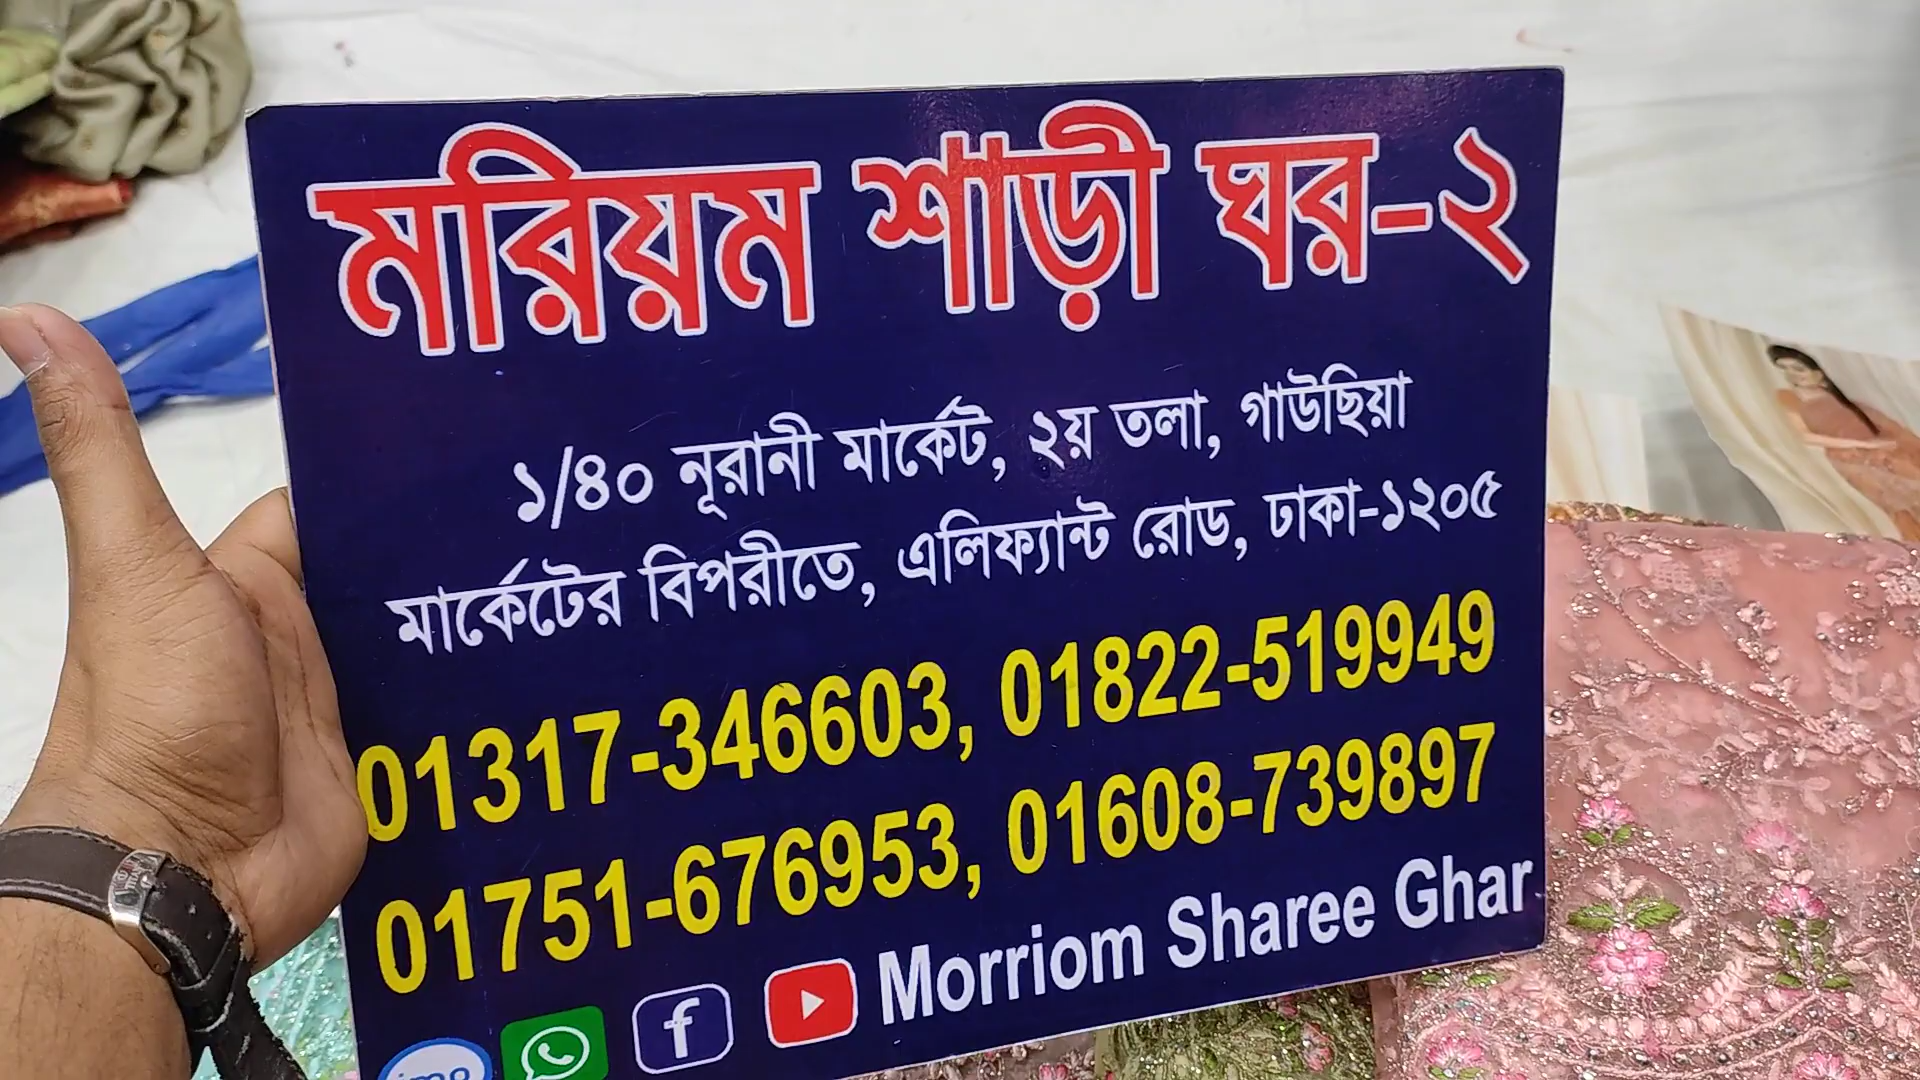 মরিয়ম শাড়ী ঘর-২
১/৪০ নূরানী মার্কেট, ২য় তলা, গাউছিয়া
মার্কেটের বিপরীতে, এলিফ্যান্ট রোড, ঢাকা-১২০৫
01317-346603, 01822-519949
01751-676953, 01608-739897
imo f Morriom Sharee Ghar